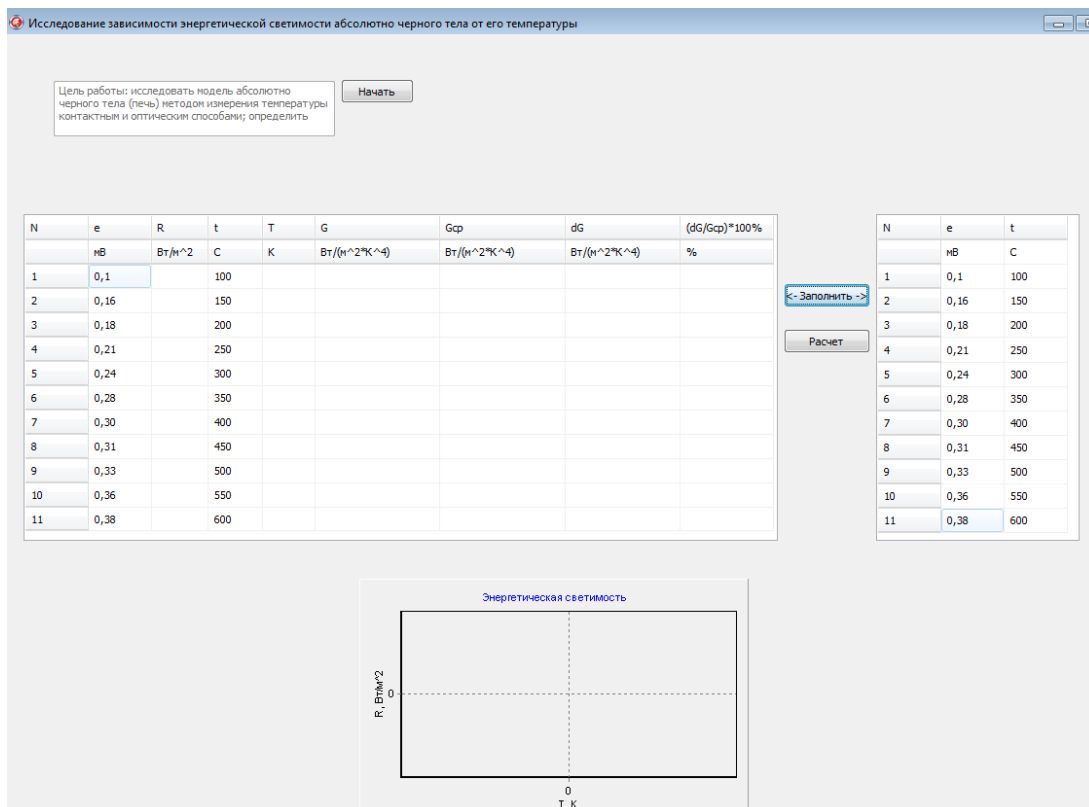 Исследование зависимости энергетической светимости абсолютно черного тела от его температуры
Цель работы: исследовать модель абсолютно
черного тела (печь) методом измерения температуры
контактным и оптическим способами; определить
Начать
N e R t T G Gср dG (dG/Gср)*100%
мВ Вт/м^2 С К Вт/(м^2*К^4) Вт/(м^2*К^4) Вт/(м^2*К^4) %
1 0,1 100
2 0,16 150
3 0,18 200
4 0,21 250
5 0,24 300
6 0,28 350
7 0,30 400
8 0,31 450
9 0,33 500
10 0,36 550
11 0,38 600
<- Заполнить ->
Расчет
N e t
мВ С
1 0,1 100
2 0,16 150
3 0,18 200
4 0,21 250
5 0,24 300
6 0,28 350
7 0,30 400
8 0,31 450
9 0,33 500
10 0,36 550
11 0,38 600
Энергетическая светимость
R, Вт/м^2
0
0
T, K